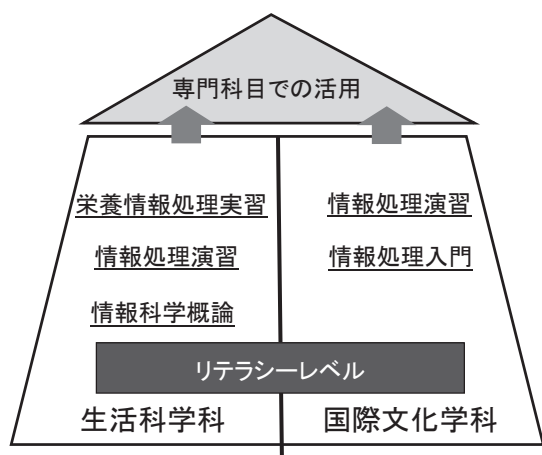 専門科目での活用
栄養情報処理実習
情報処理演習
情報科学概論
情報処理演習
情報処理入門
リテラシーレベル
生活科学科
国際文化学科